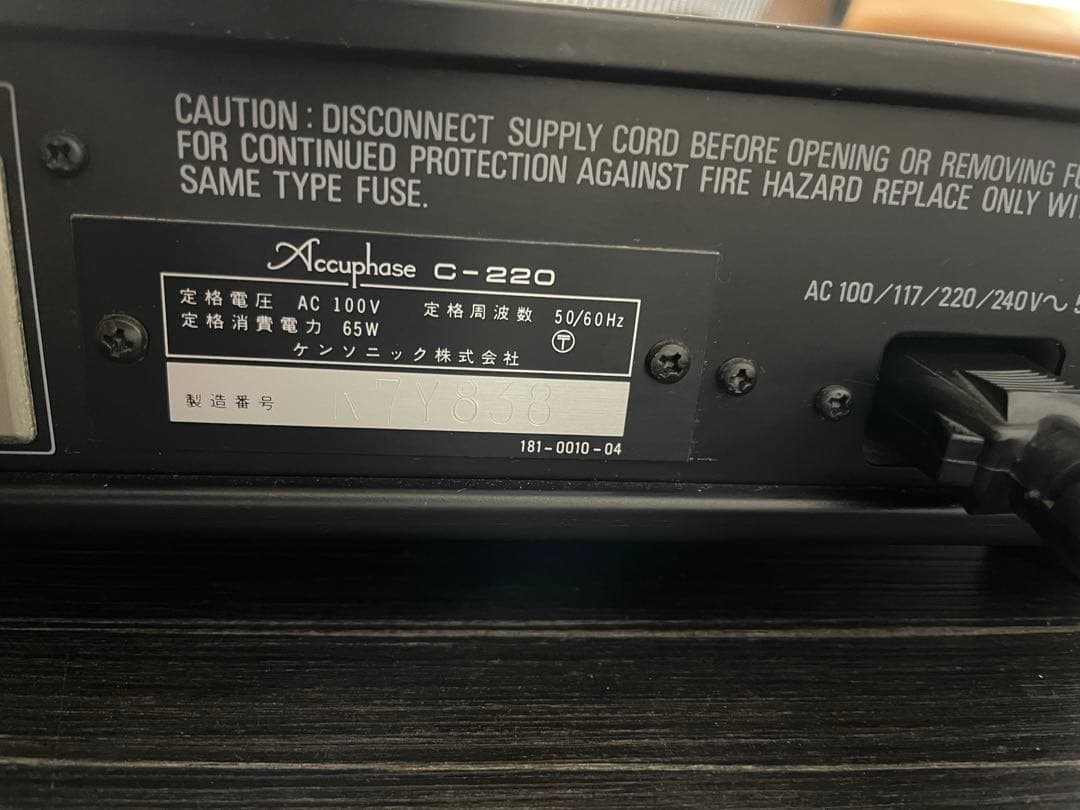 CAUTION : DISCONNECT SUPPLY CORD BEFORE OPENING OR REMOVING
FOR CONTINUED PROTECTION AGAINST FIRE HAZARD REPLACE ONLY
SAME TYPE FUSE.
Accuphase C-220
定格電圧 AC 100V 定格周波数 50/60Hz
定格消費電力 65W 〶
ケンソニック株式会社
製造番号 K7Y838
181-0010-04
AC 100/117/220/240V～